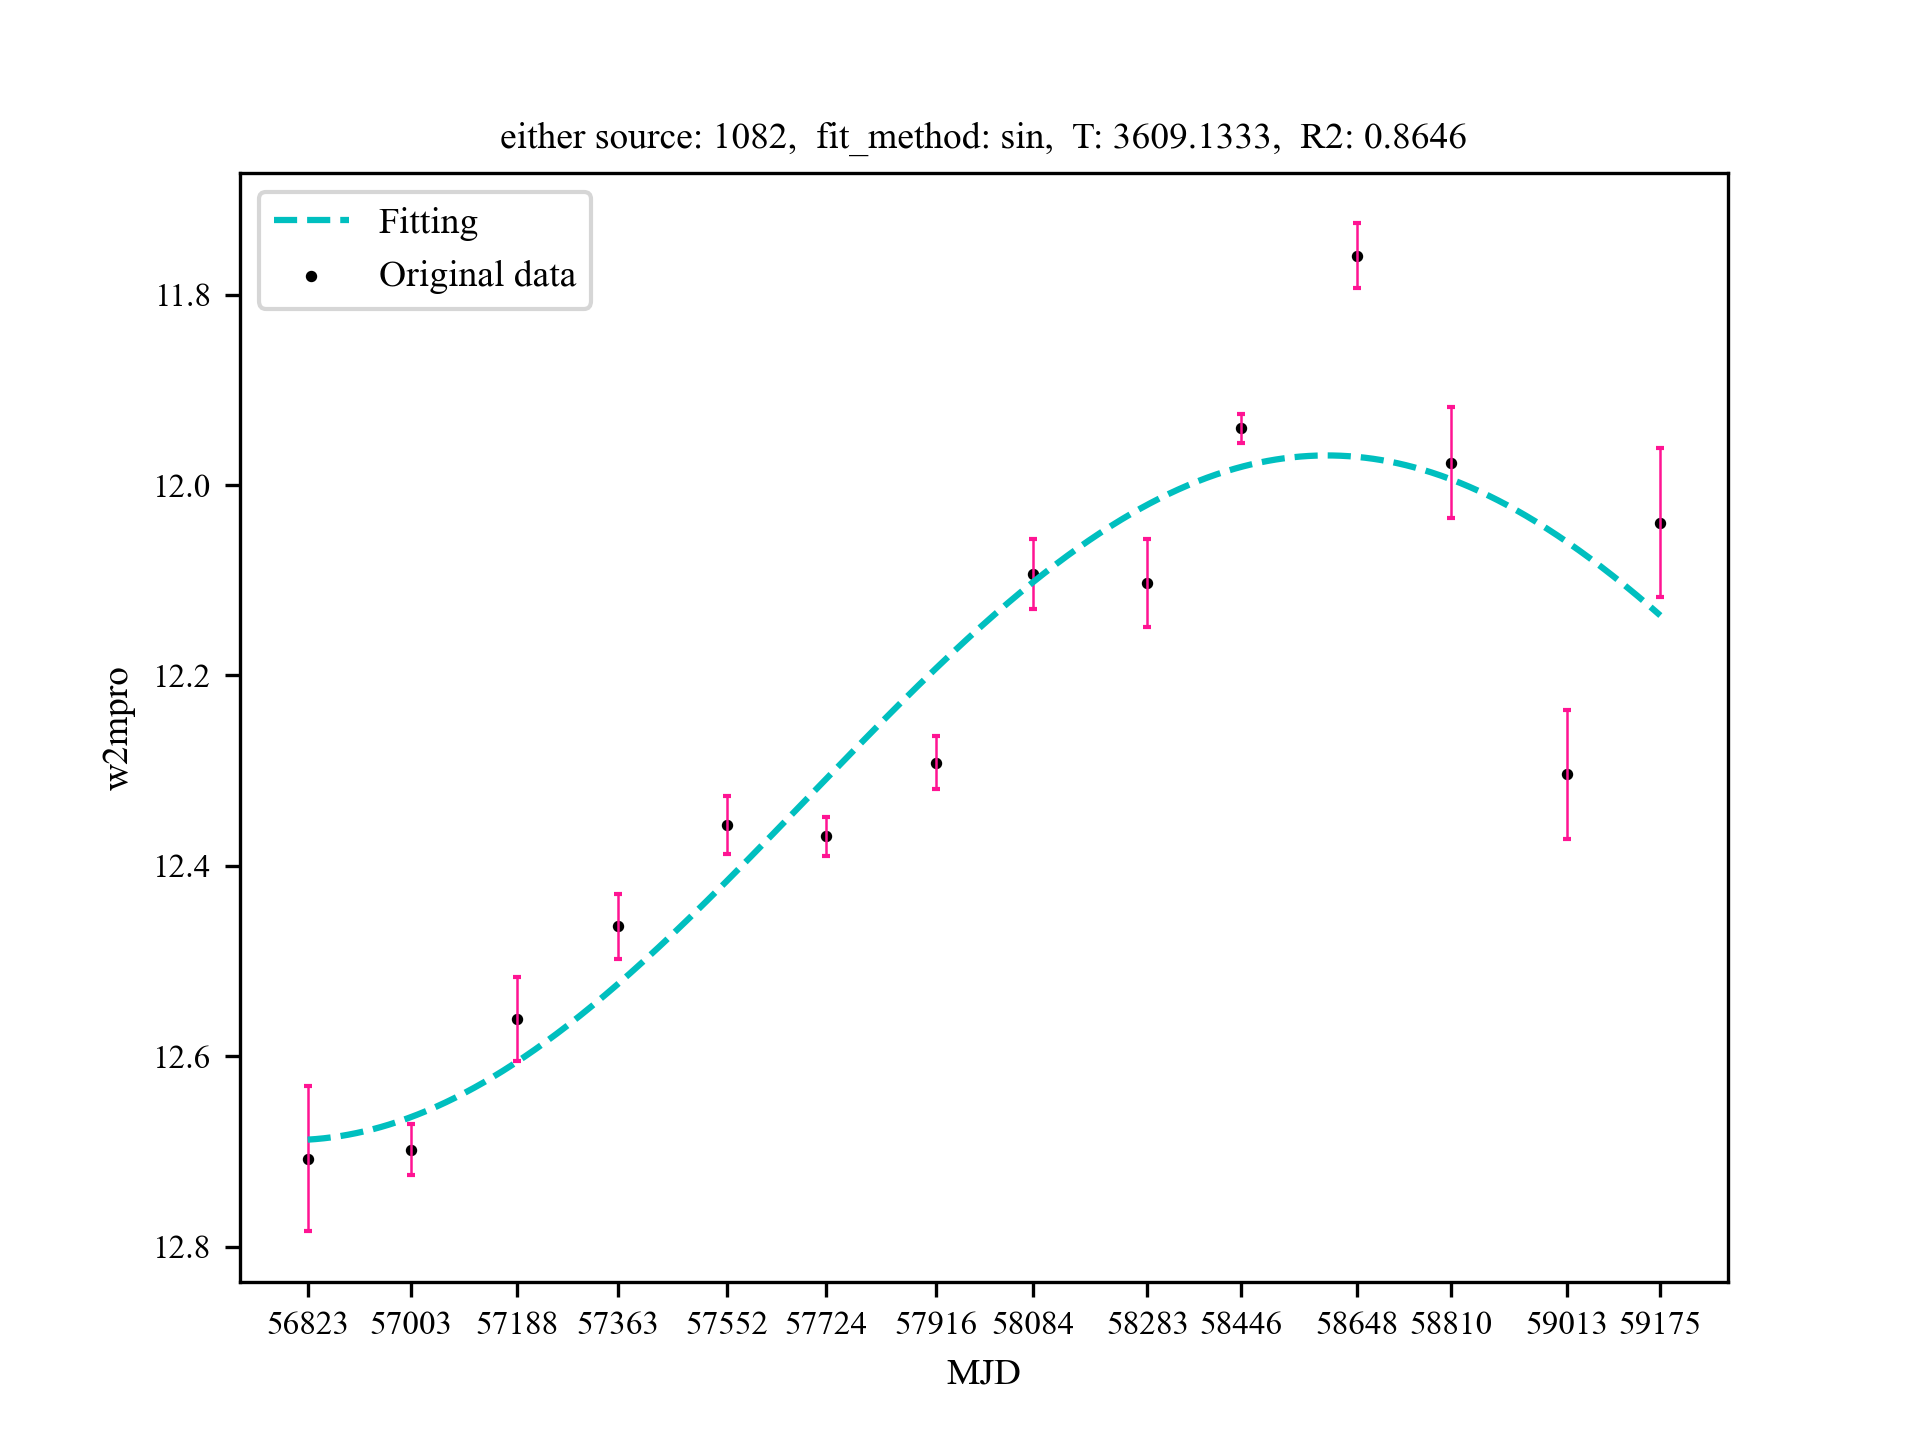 either source: 1082, fit_method: sin, T: 3609.1333, R2: 0.8646
Fitting
Original data
11.8
12.0
12.2
12.4
12.6
12.8
w2mpro
56823 57003 57188 57363 57552 57724 57916 58084 58283 58446 58648 58810 59013 59175
MJD